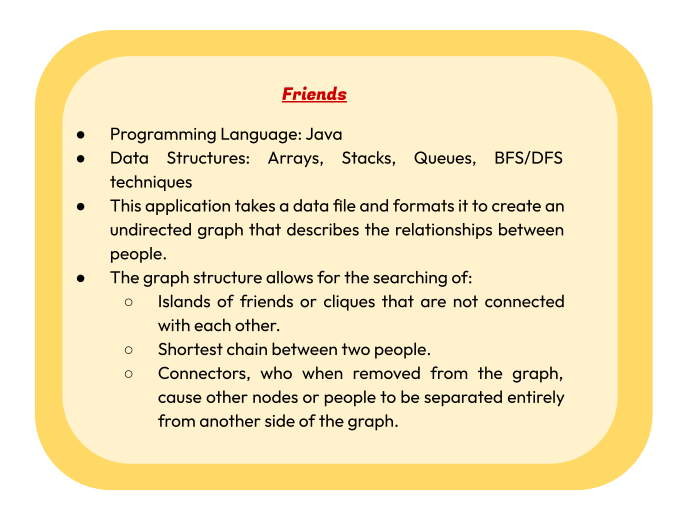 Friends
● Programming Language: Java
● Data Structures: Arrays, Stacks, Queues, BFS/DFS
techniques
● This application takes a data file and formats it to create an
undirected graph that describes the relationships between
people.
● The graph structure allows for the searching of:
○ Islands of friends or cliques that are not connected
with each other.
○ Shortest chain between two people.
○ Connectors, who when removed from the graph,
cause other nodes or people to be separated entirely
from another side of the graph.